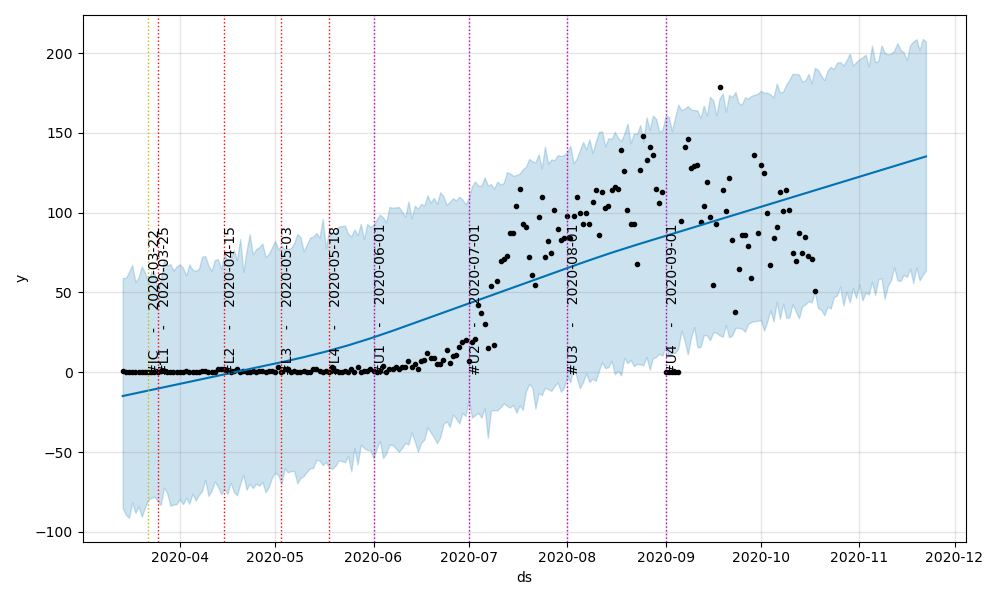 200
150
100
50
0
−50
−100
y
#JC - 2020-03-22
#L1 - 2020-03-25
#L2 - 2020-04-15
#L3 - 2020-05-03
#L4 - 2020-05-18
#U1 - 2020-06-01
#U2 - 2020-07-01
#U3 - 2020-08-01
#U4 - 2020-09-01
2020-04
2020-05
2020-06
2020-07
2020-08
2020-09
2020-10
2020-11
2020-12
ds